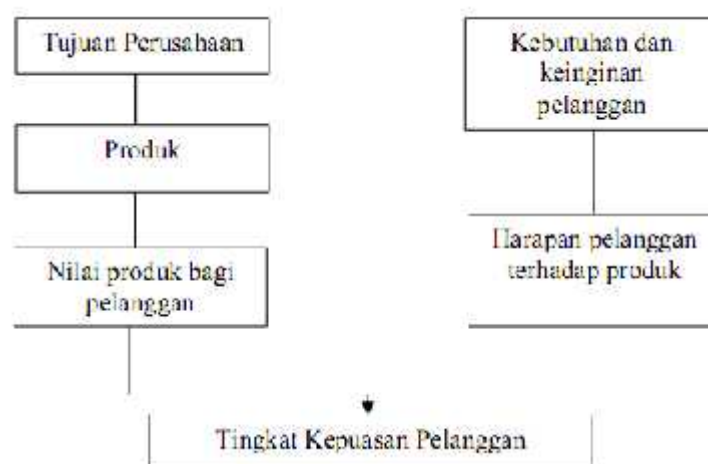 Tujuan Perusahaan
Produk
Nilai produk bagi
pelanggan
Kebutuhan dan
keinginan
pelanggan
Harapan pelanggan
terhadap produk
Tingkat Kepuasan Pelanggan